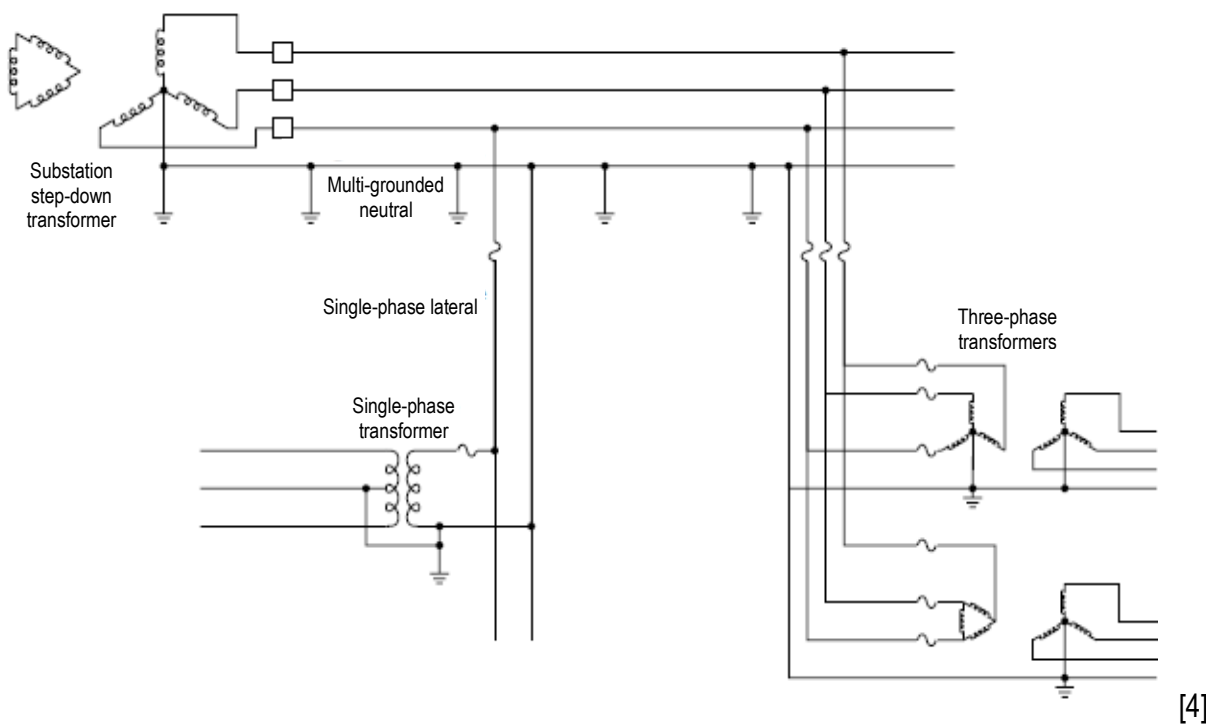 Substation
step-down
transformer
Multi-grounded
neutral
Single-phase lateral
Three-phase
transformers
Single-phase
transformer
[4]